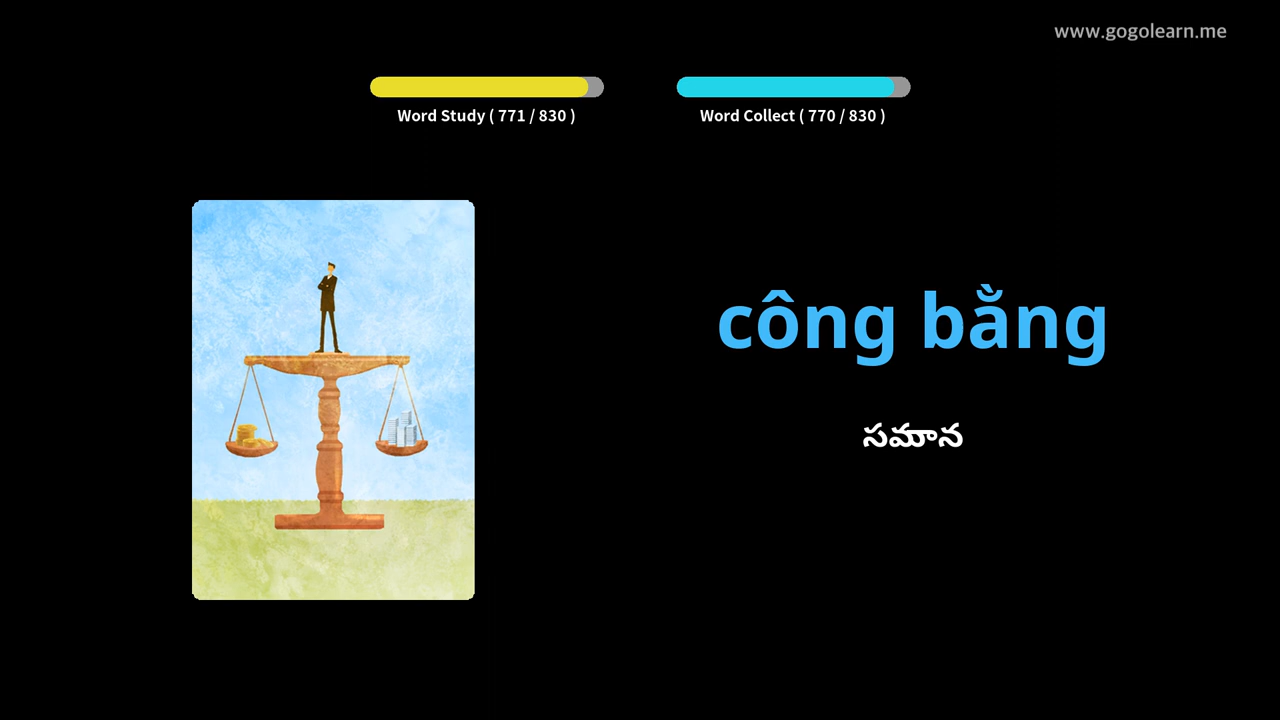 www.gogolearn.me
Word Study ( 771 / 830 )
Word Collect ( 770 / 830 )
công bằng
సమాన